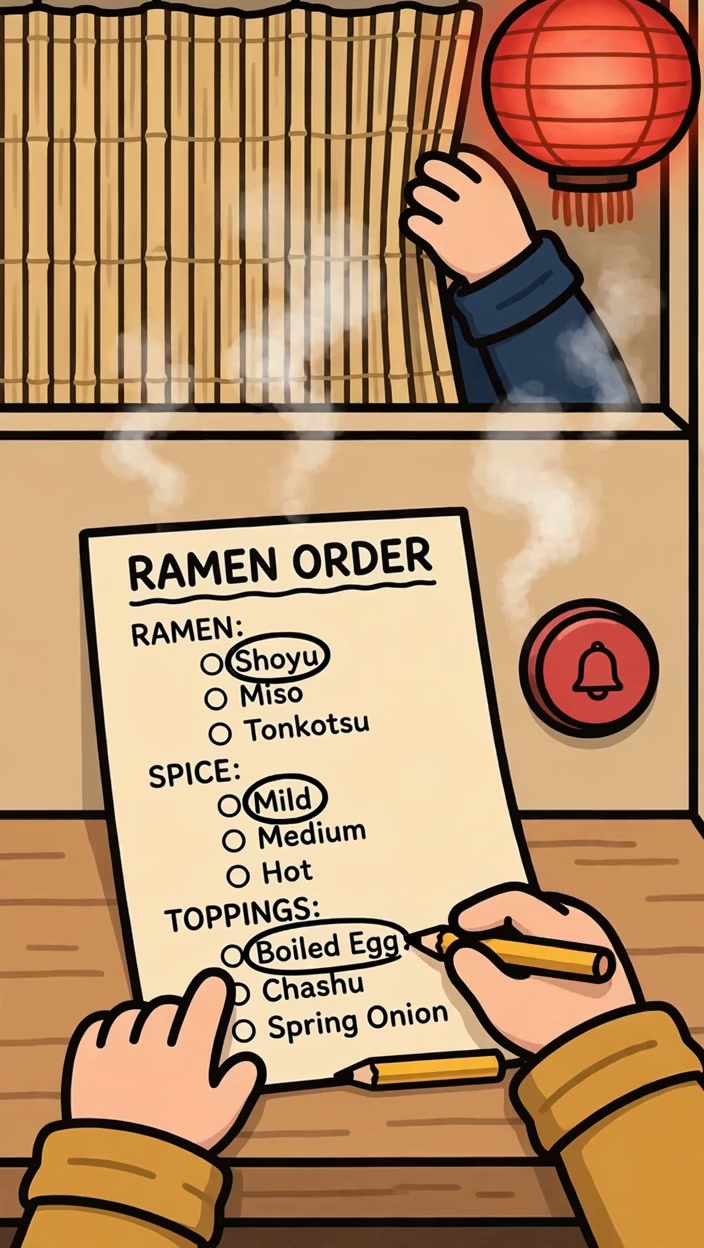 RAMEN ORDER
RAMEN:
Shoyu
Miso
Tonkotsu
SPICE:
Mild
Medium
Hot
TOPPINGS:
Boiled Egg
Chashu
Spring Onion